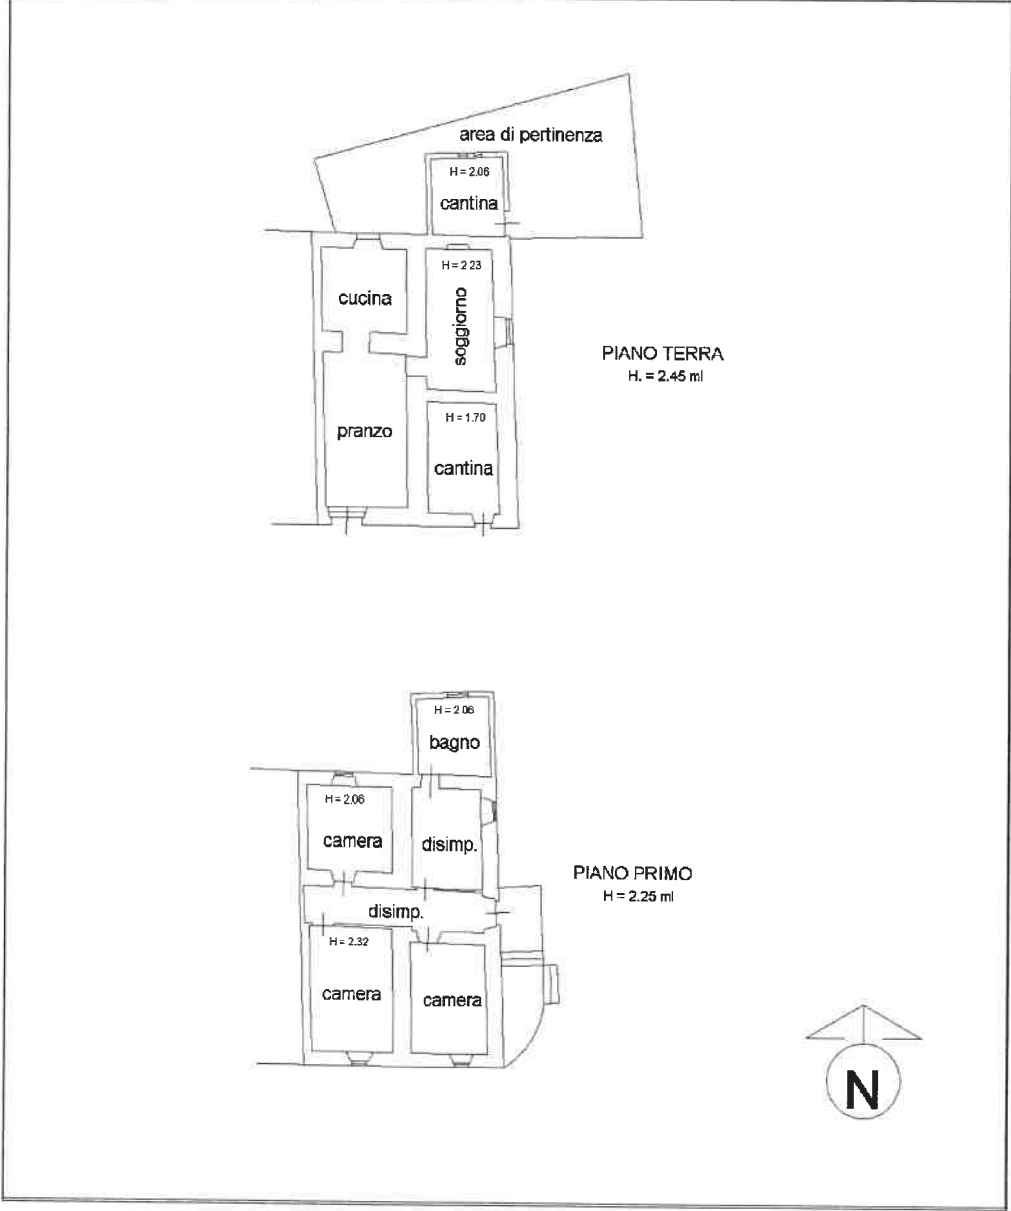 area di pertinenza
H = 2.06
cantina
H = 2.23
cucina
soggiorno
PIANO TERRA
H. = 2.45 ml
H = 1.70
pranzo
cantina
H = 2.06
bagno
H = 2.06
camera
disimp.
PIANO PRIMO
H = 2.25 ml
disimp.
H = 2.32
camera
camera
N